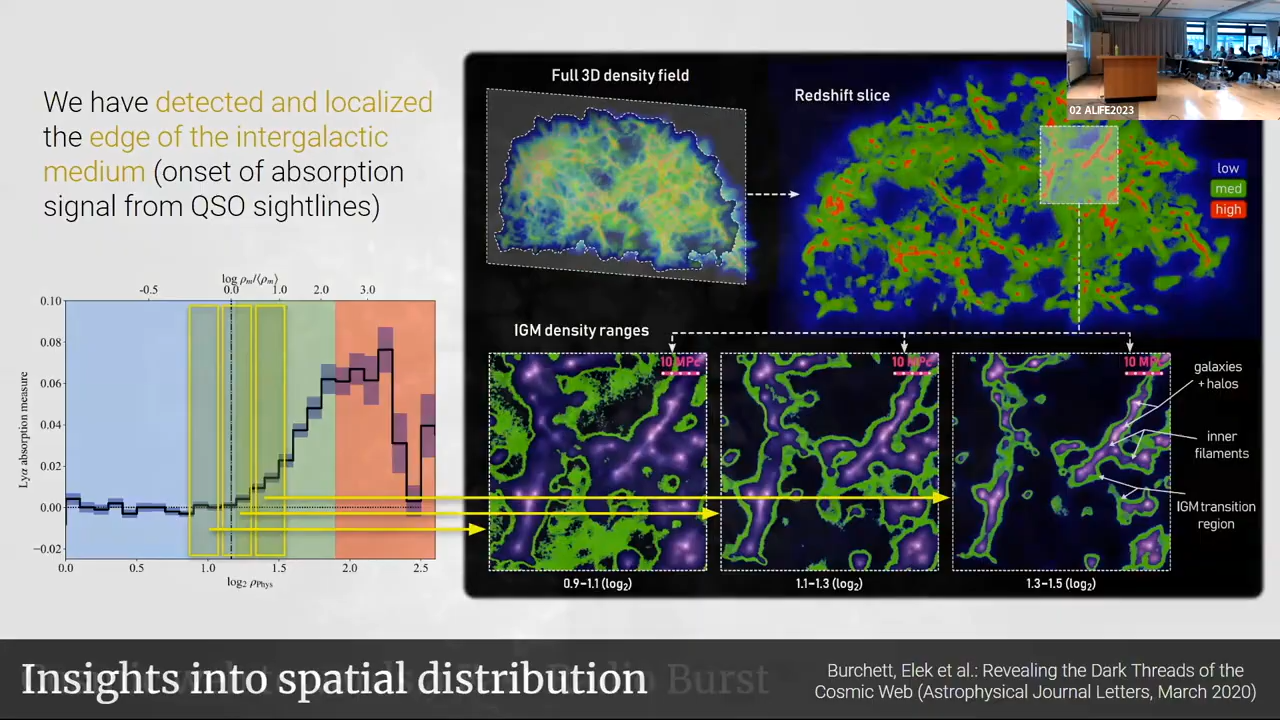 We have detected and localized
the edge of the intergalactic
medium (onset of absorption
signal from QSO sightlines)
log ρm/⟨ρm⟩
-0.5
0.0
1.0
2.0
3.0
0.10
0.08
0.06
0.04
0.02
0.00
−0.02
Lyα absorption measure
0.0
0.5
1.0
1.5
2.0
2.5
log₂ ρPhys
Full 3D density field
Redshift slice
02 ALIFE2023
low
med
high
IGM density ranges
10 MPc
10 MPc
10 MPc
galaxies
+ halos
inner
filaments
IGM transition
region
0.9–1.1 (log₂)
1.1–1.3 (log₂)
1.3–1.5 (log₂)
Insights into spatial distribution
Burst
Burchett, Elek et al.: Revealing the Dark Threads of the
Cosmic Web (Astrophysical Journal Letters, March 2020)